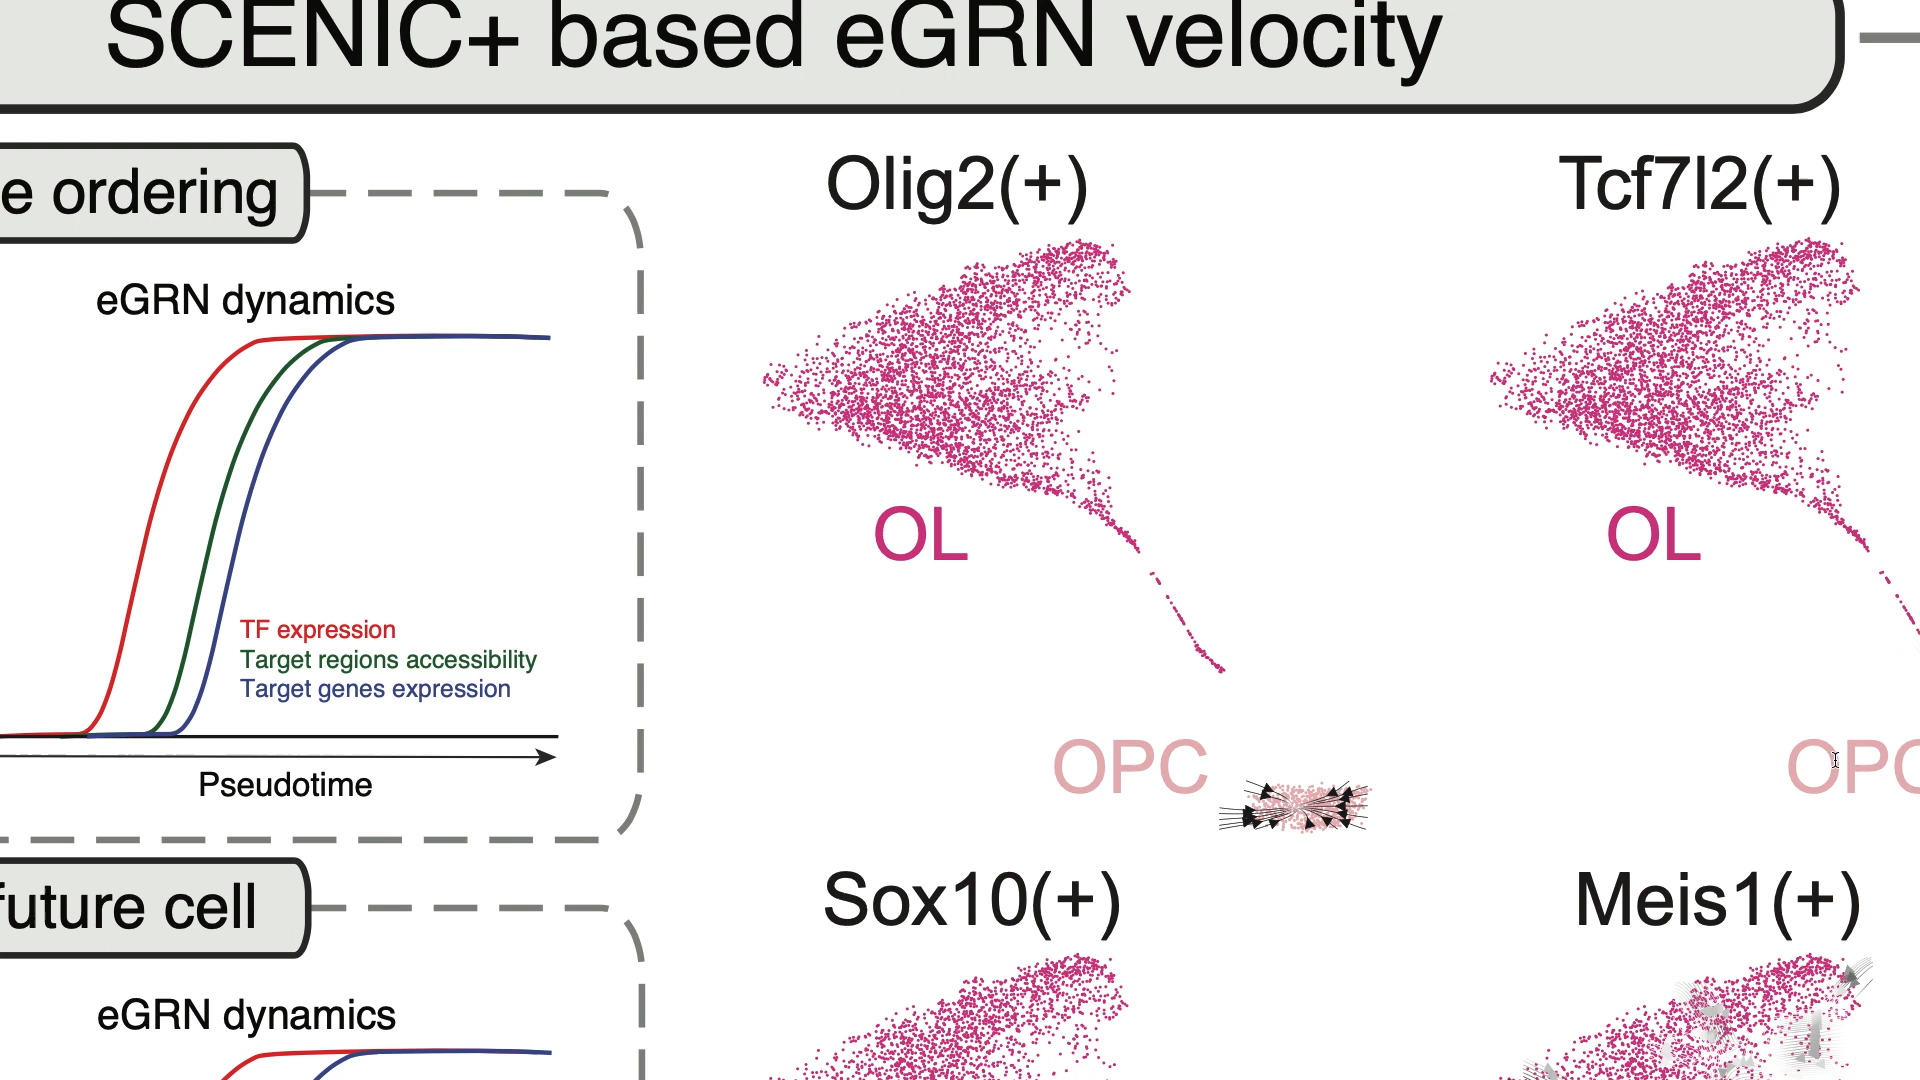 SCENIC+ based eGRN velocity
e ordering
eGRN dynamics
TF expression
Target regions accessibility
Target genes expression
Pseudotime
Olig2(+)
OL
OPC
Tcf7l2(+)
OL
OPC
future cell
eGRN dynamics
Sox10(+)
Meis1(+)